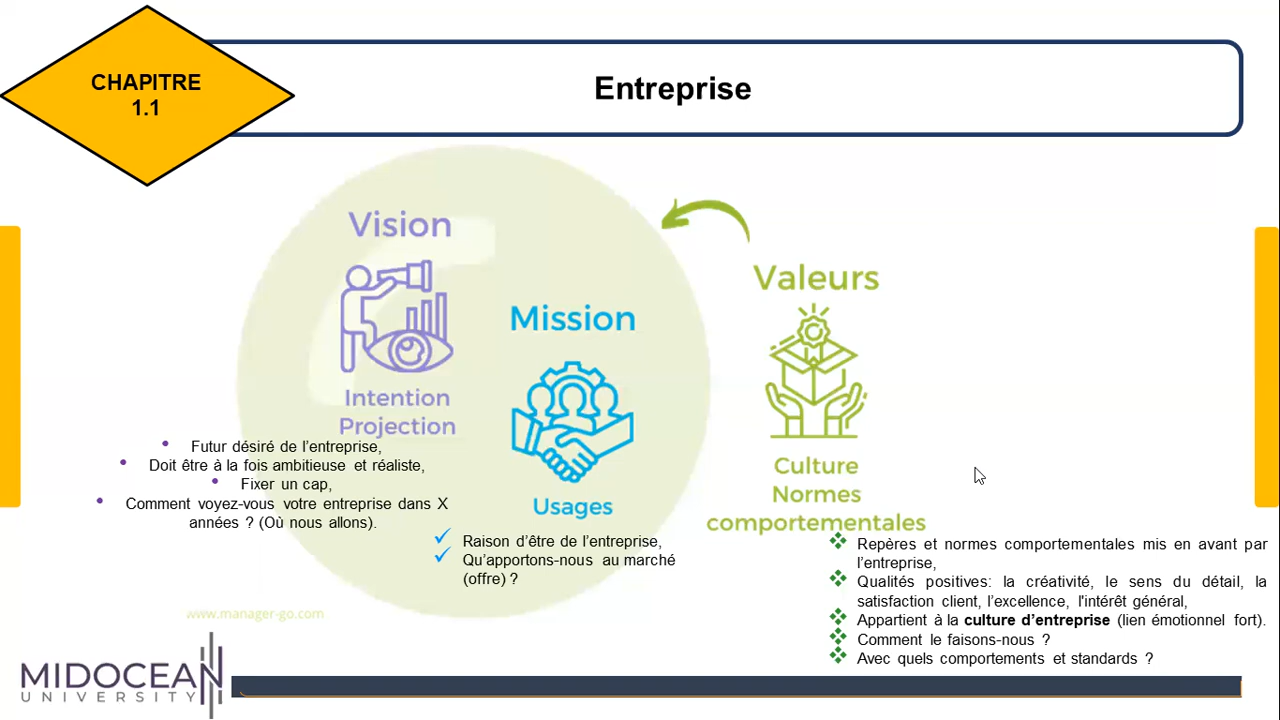 CHAPITRE
1.1
Entreprise
Vision
Intention
Projection
Futur désiré de l'entreprise,
Doit être à la fois ambitieuse et réaliste,
Fixer un cap,
Comment voyez-vous votre entreprise dans X
années ? (Où nous allons).
Mission
Usages
Raison d'être de l'entreprise,
Qu'apportons-nous au marché
(offre) ?
Valeurs
Culture
Normes
comportementales
Repères et normes comportementales mis en avant par
l'entreprise,
Qualités positives: la créativité, le sens du détail, la
satisfaction client, l'excellence, l'intérêt général,
Appartient à la culture d'entreprise (lien émotionnel fort).
Comment le faisons-nous ?
Avec quels comportements et standards ?
www.manager-go.com
MIDOCEAN
UNIVERSITY